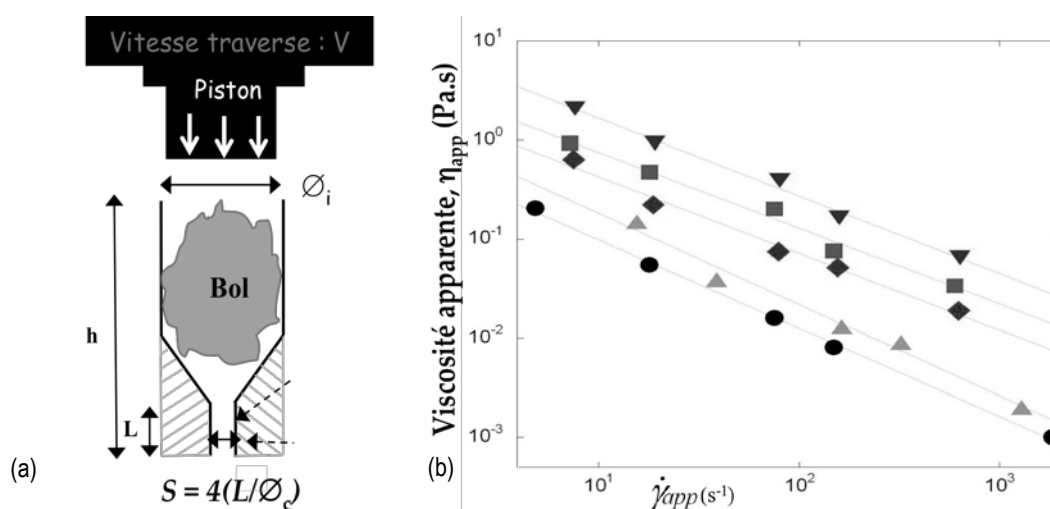 Vitesse traverse : V
Piston
∅i
Bol
h
L
(a)
S = 4(L/∅c)
Viscosité apparente, ηapp (Pa.s)
10¹
10⁰
10⁻¹
10⁻²
10⁻³
10¹
10²
10³
γ̇app (s⁻¹)
(b)